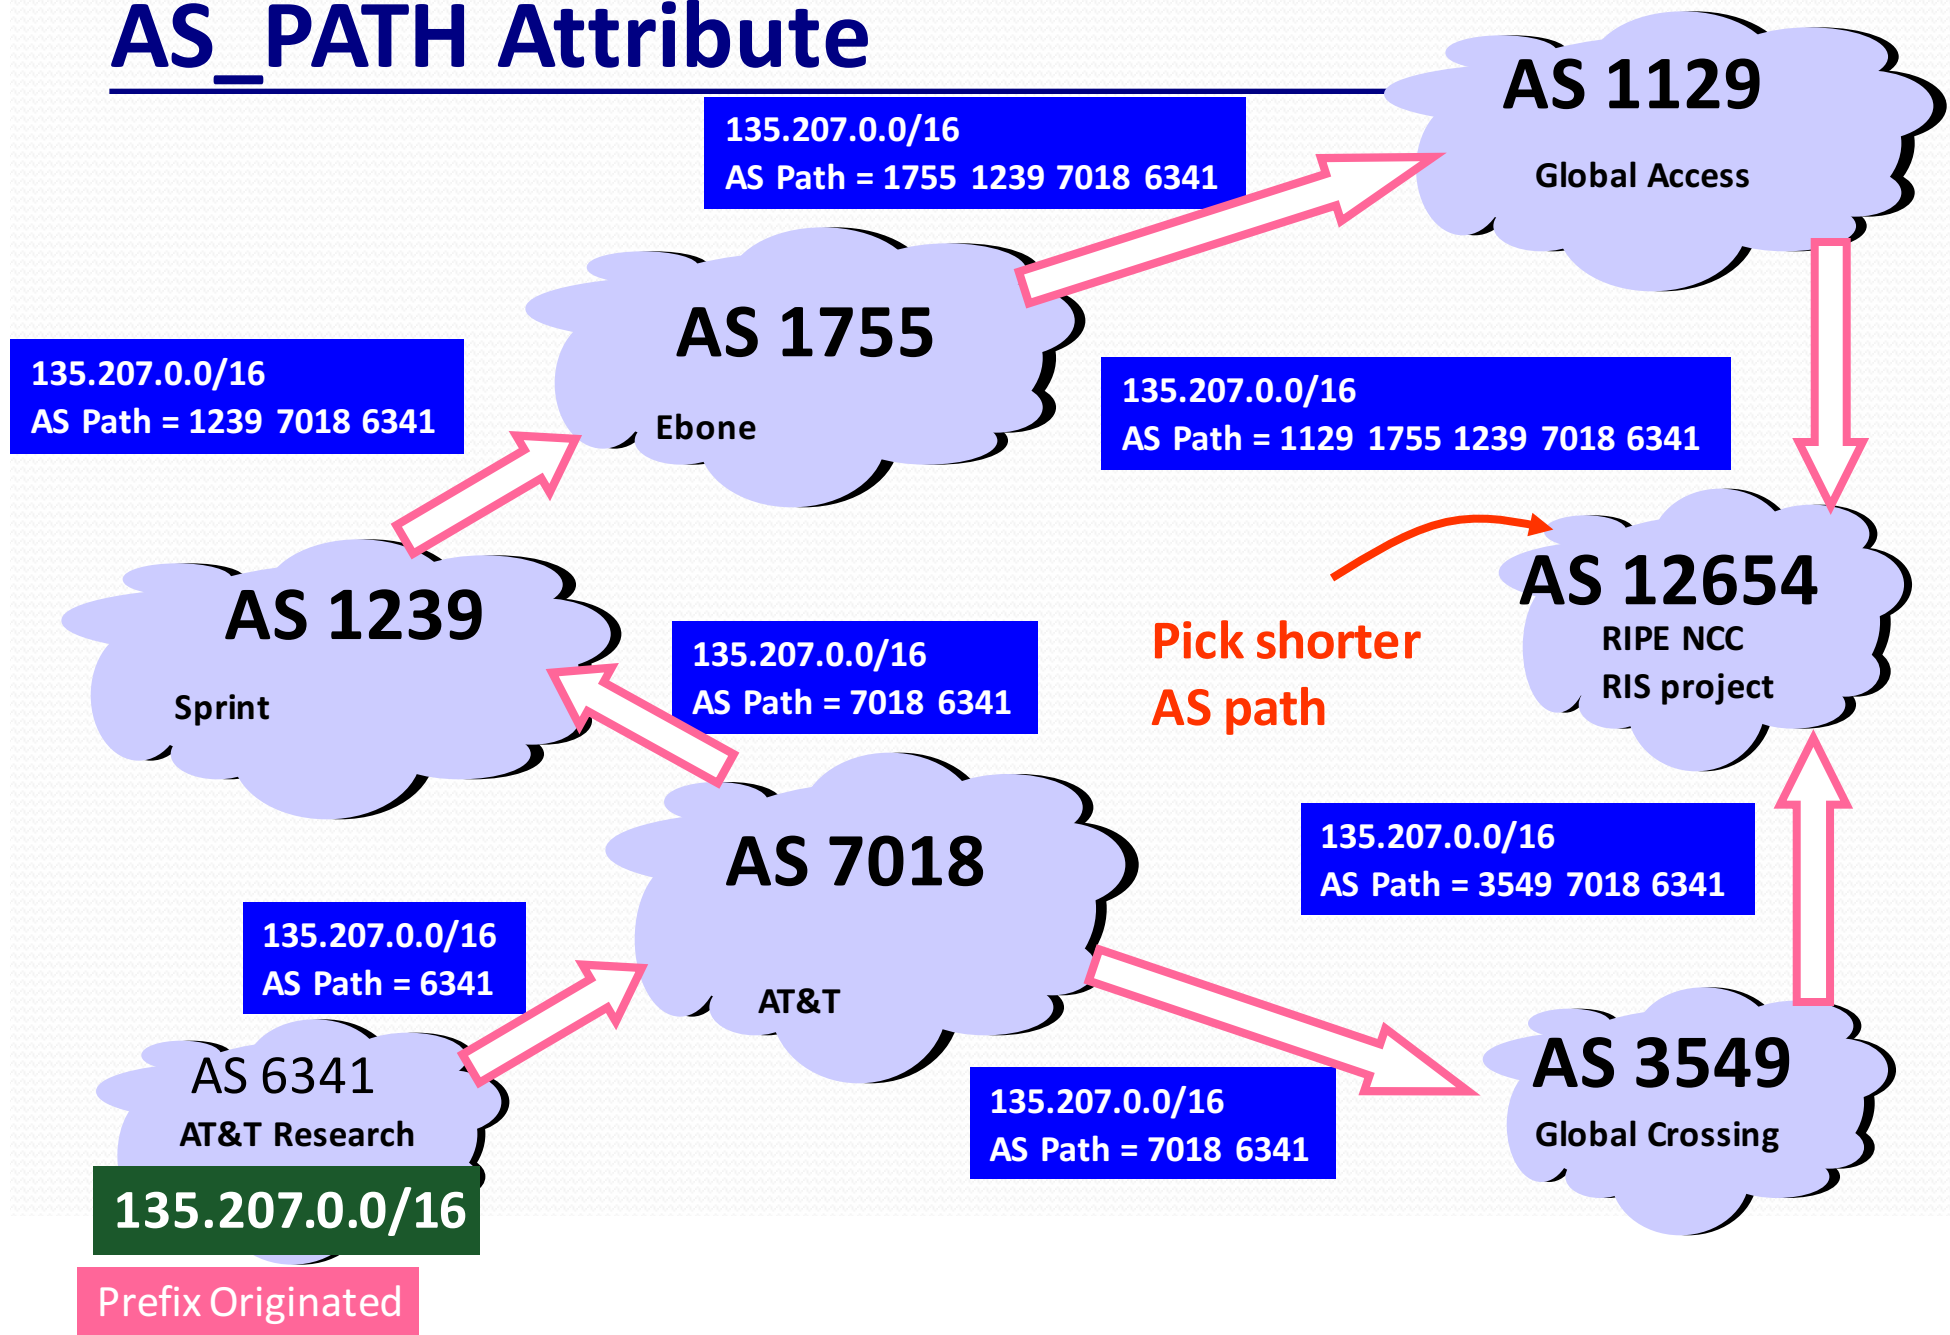 AS_PATH Attribute
AS 1129
Global Access
135.207.0.0/16
AS Path = 1755 1239 7018 6341
AS 1755
Ebone
135.207.0.0/16
AS Path = 1239 7018 6341
135.207.0.0/16
AS Path = 1129 1755 1239 7018 6341
AS 12654
RIPE NCC
RIS project
AS 1239
Sprint
135.207.0.0/16
AS Path = 7018 6341
Pick shorter
AS path
AS 7018
AT&T
135.207.0.0/16
AS Path = 3549 7018 6341
135.207.0.0/16
AS Path = 6341
AS 6341
AT&T Research
135.207.0.0/16
Prefix Originated
135.207.0.0/16
AS Path = 7018 6341
AS 3549
Global Crossing